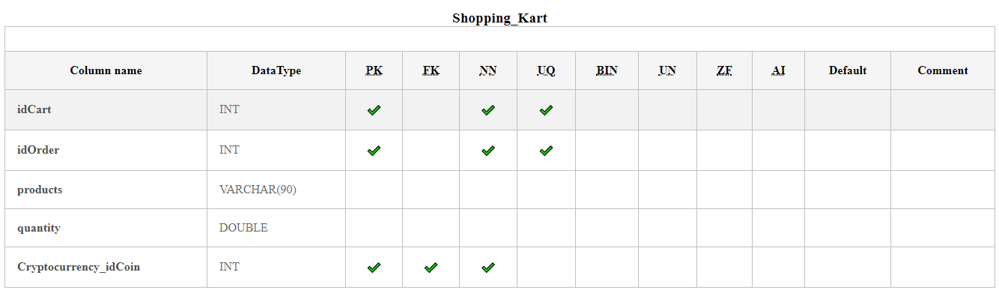 Shopping_Kart
Column name DataType PK FK NN UQ BIN UN ZF AI Default Comment
idCart INT
idOrder INT
products VARCHAR(90)
quantity DOUBLE
Cryptocurrency_idCoin INT